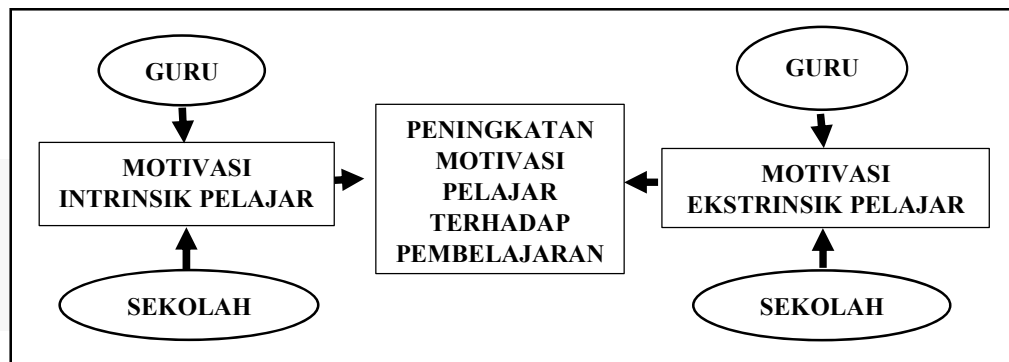 GURU
MOTIVASI
INTRINSIK PELAJAR
SEKOLAH
PENINGKATAN
MOTIVASI
PELAJAR
TERHADAP
PEMBELAJARAN
GURU
MOTIVASI
EKSTRINSIK PELAJAR
SEKOLAH